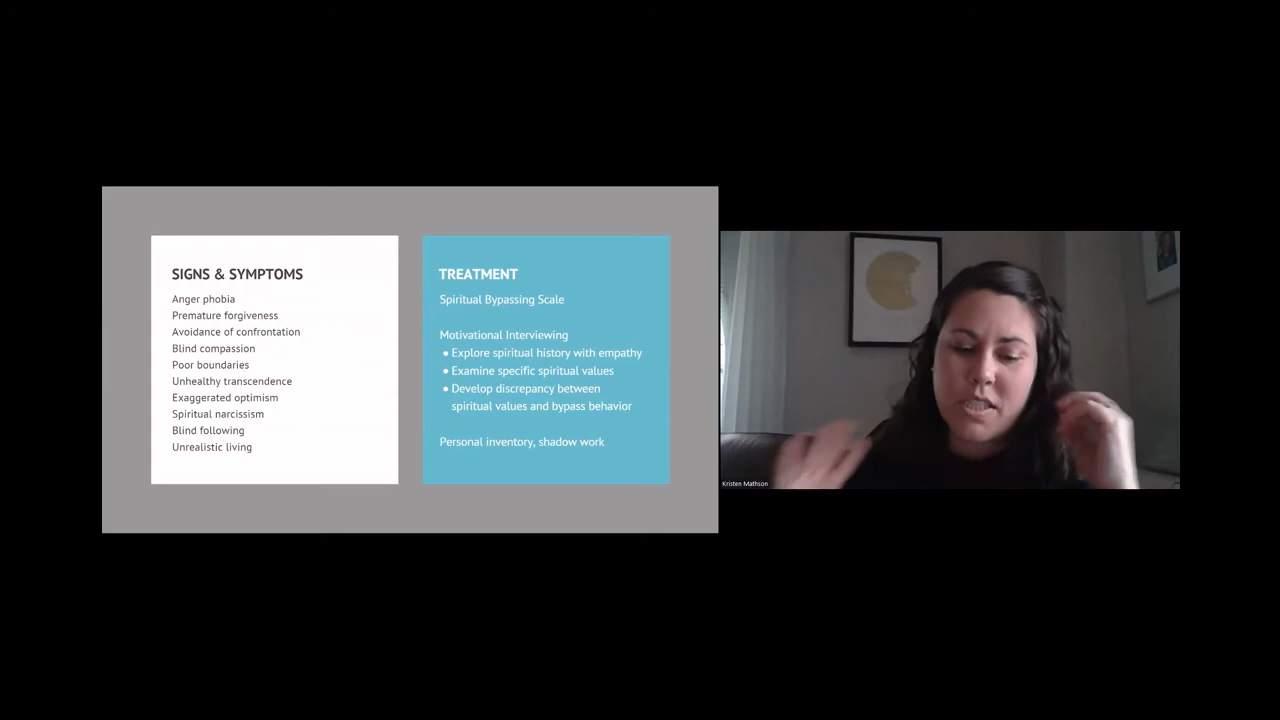 SIGNS & SYMPTOMS
Anger phobia
Premature forgiveness
Avoidance of confrontation
Blind compassion
Poor boundaries
Unhealthy transcendence
Exaggerated optimism
Spiritual narcissism
Blind following
Unrealistic living
TREATMENT
Spiritual Bypassing Scale
Motivational Interviewing
• Explore spiritual history with empathy
• Examine specific spiritual values
• Develop discrepancy between
spiritual values and bypass behavior
Personal inventory, shadow work
Kristen Mathson